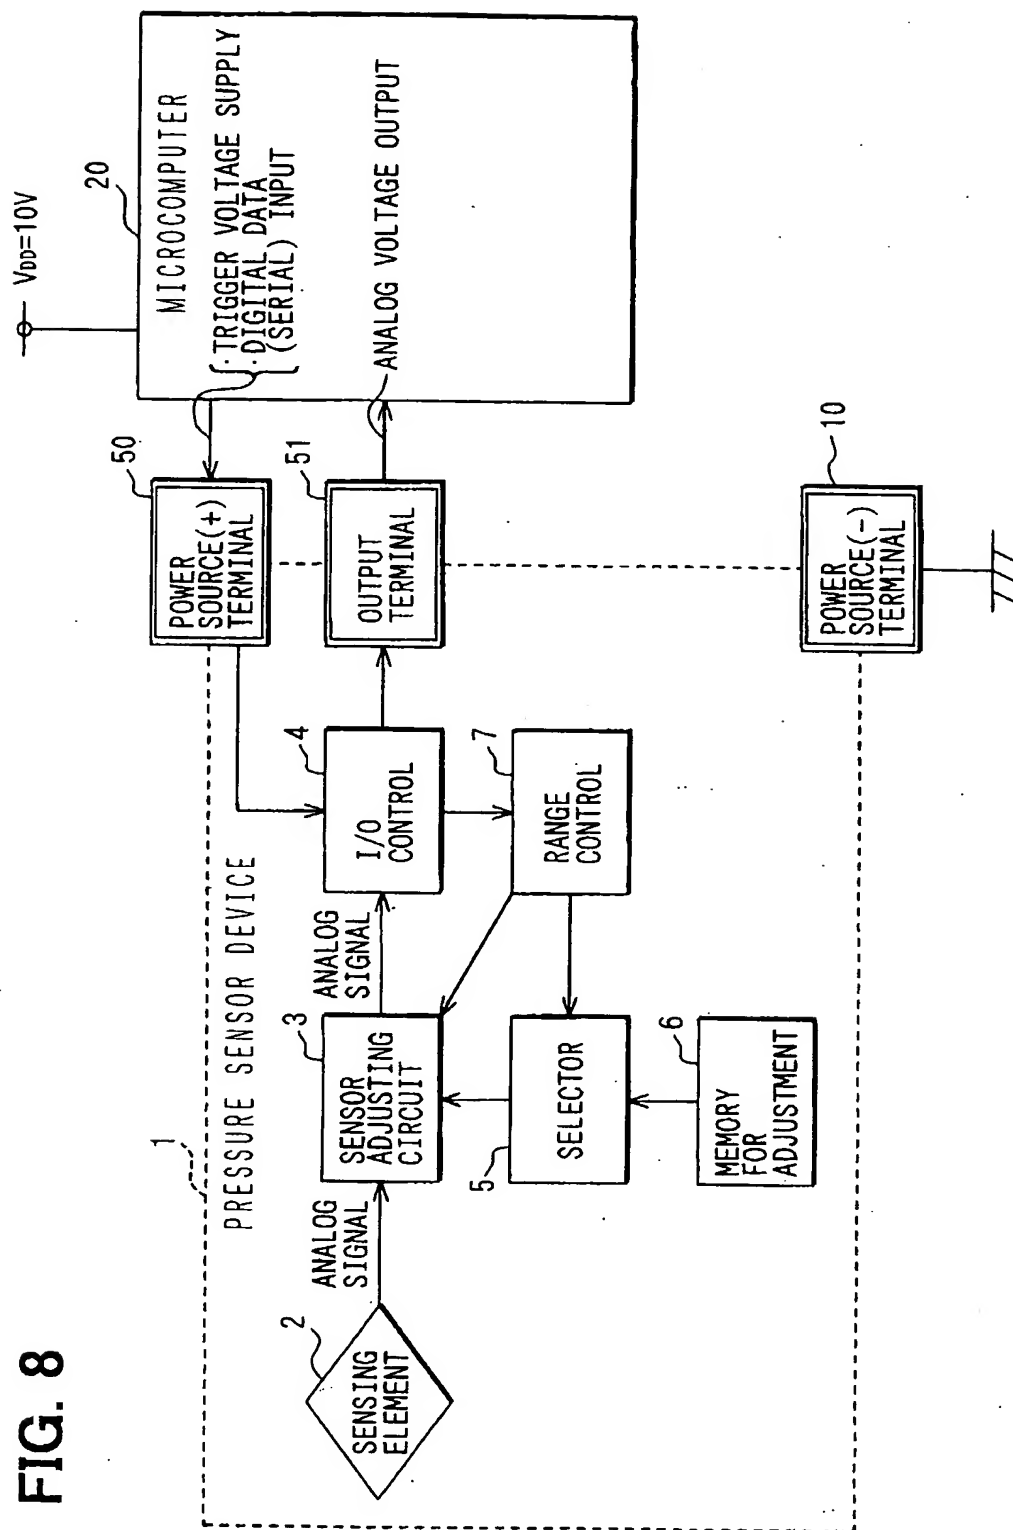 FIG. 8
VDD=10V
20
MICROCOMPUTER
·TRIGGER VOLTAGE SUPPLY
·DIGITAL DATA
(SERIAL) INPUT
ANALOG VOLTAGE OUTPUT
50
POWER
SOURCE(+)
TERMINAL
51
OUTPUT
TERMINAL
10
POWER
SOURCE(-)
TERMINAL
1
PRESSURE SENSOR DEVICE
2
SENSING
ELEMENT
ANALOG
SIGNAL
3
SENSOR
ADJUSTING
CIRCUIT
ANALOG
SIGNAL
4
I/O
CONTROL
7
RANGE
CONTROL
5
SELECTOR
6
MEMORY
FOR
ADJUSTMENT